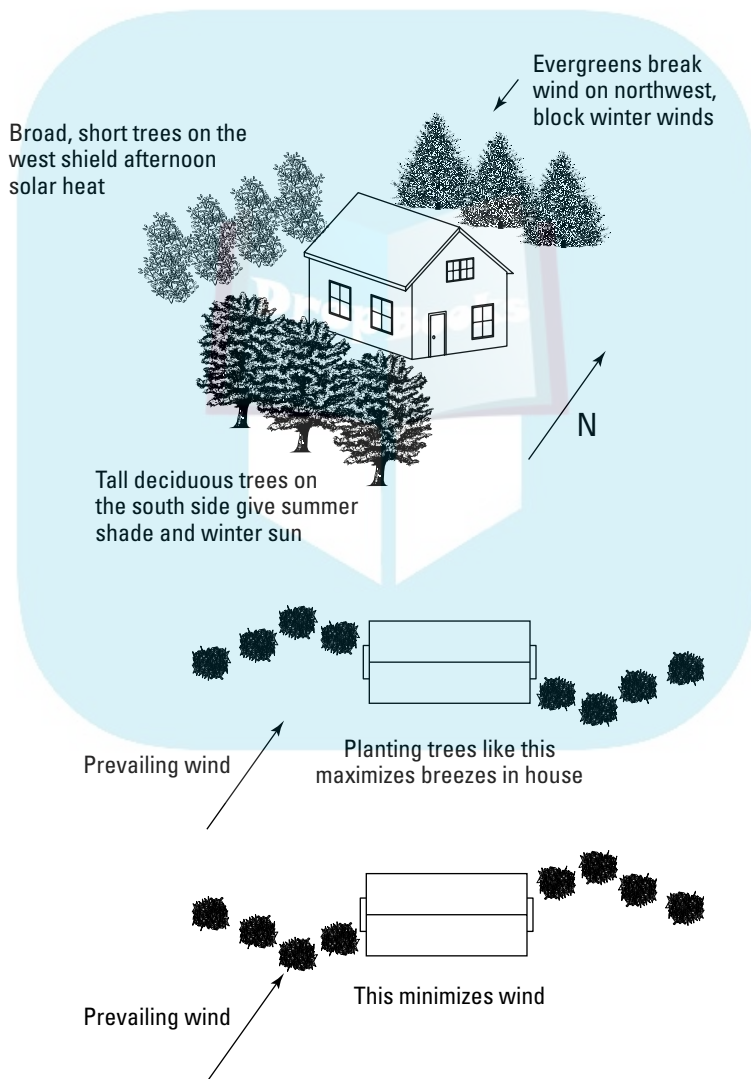 Evergreens break
wind on northwest,
block winter winds
Broad, short trees on the
west shield afternoon
solar heat
DropBooks
N
Tall deciduous trees on
the south side give summer
shade and winter sun
Prevailing wind
Planting trees like this
maximizes breezes in house
This minimizes wind
Prevailing wind